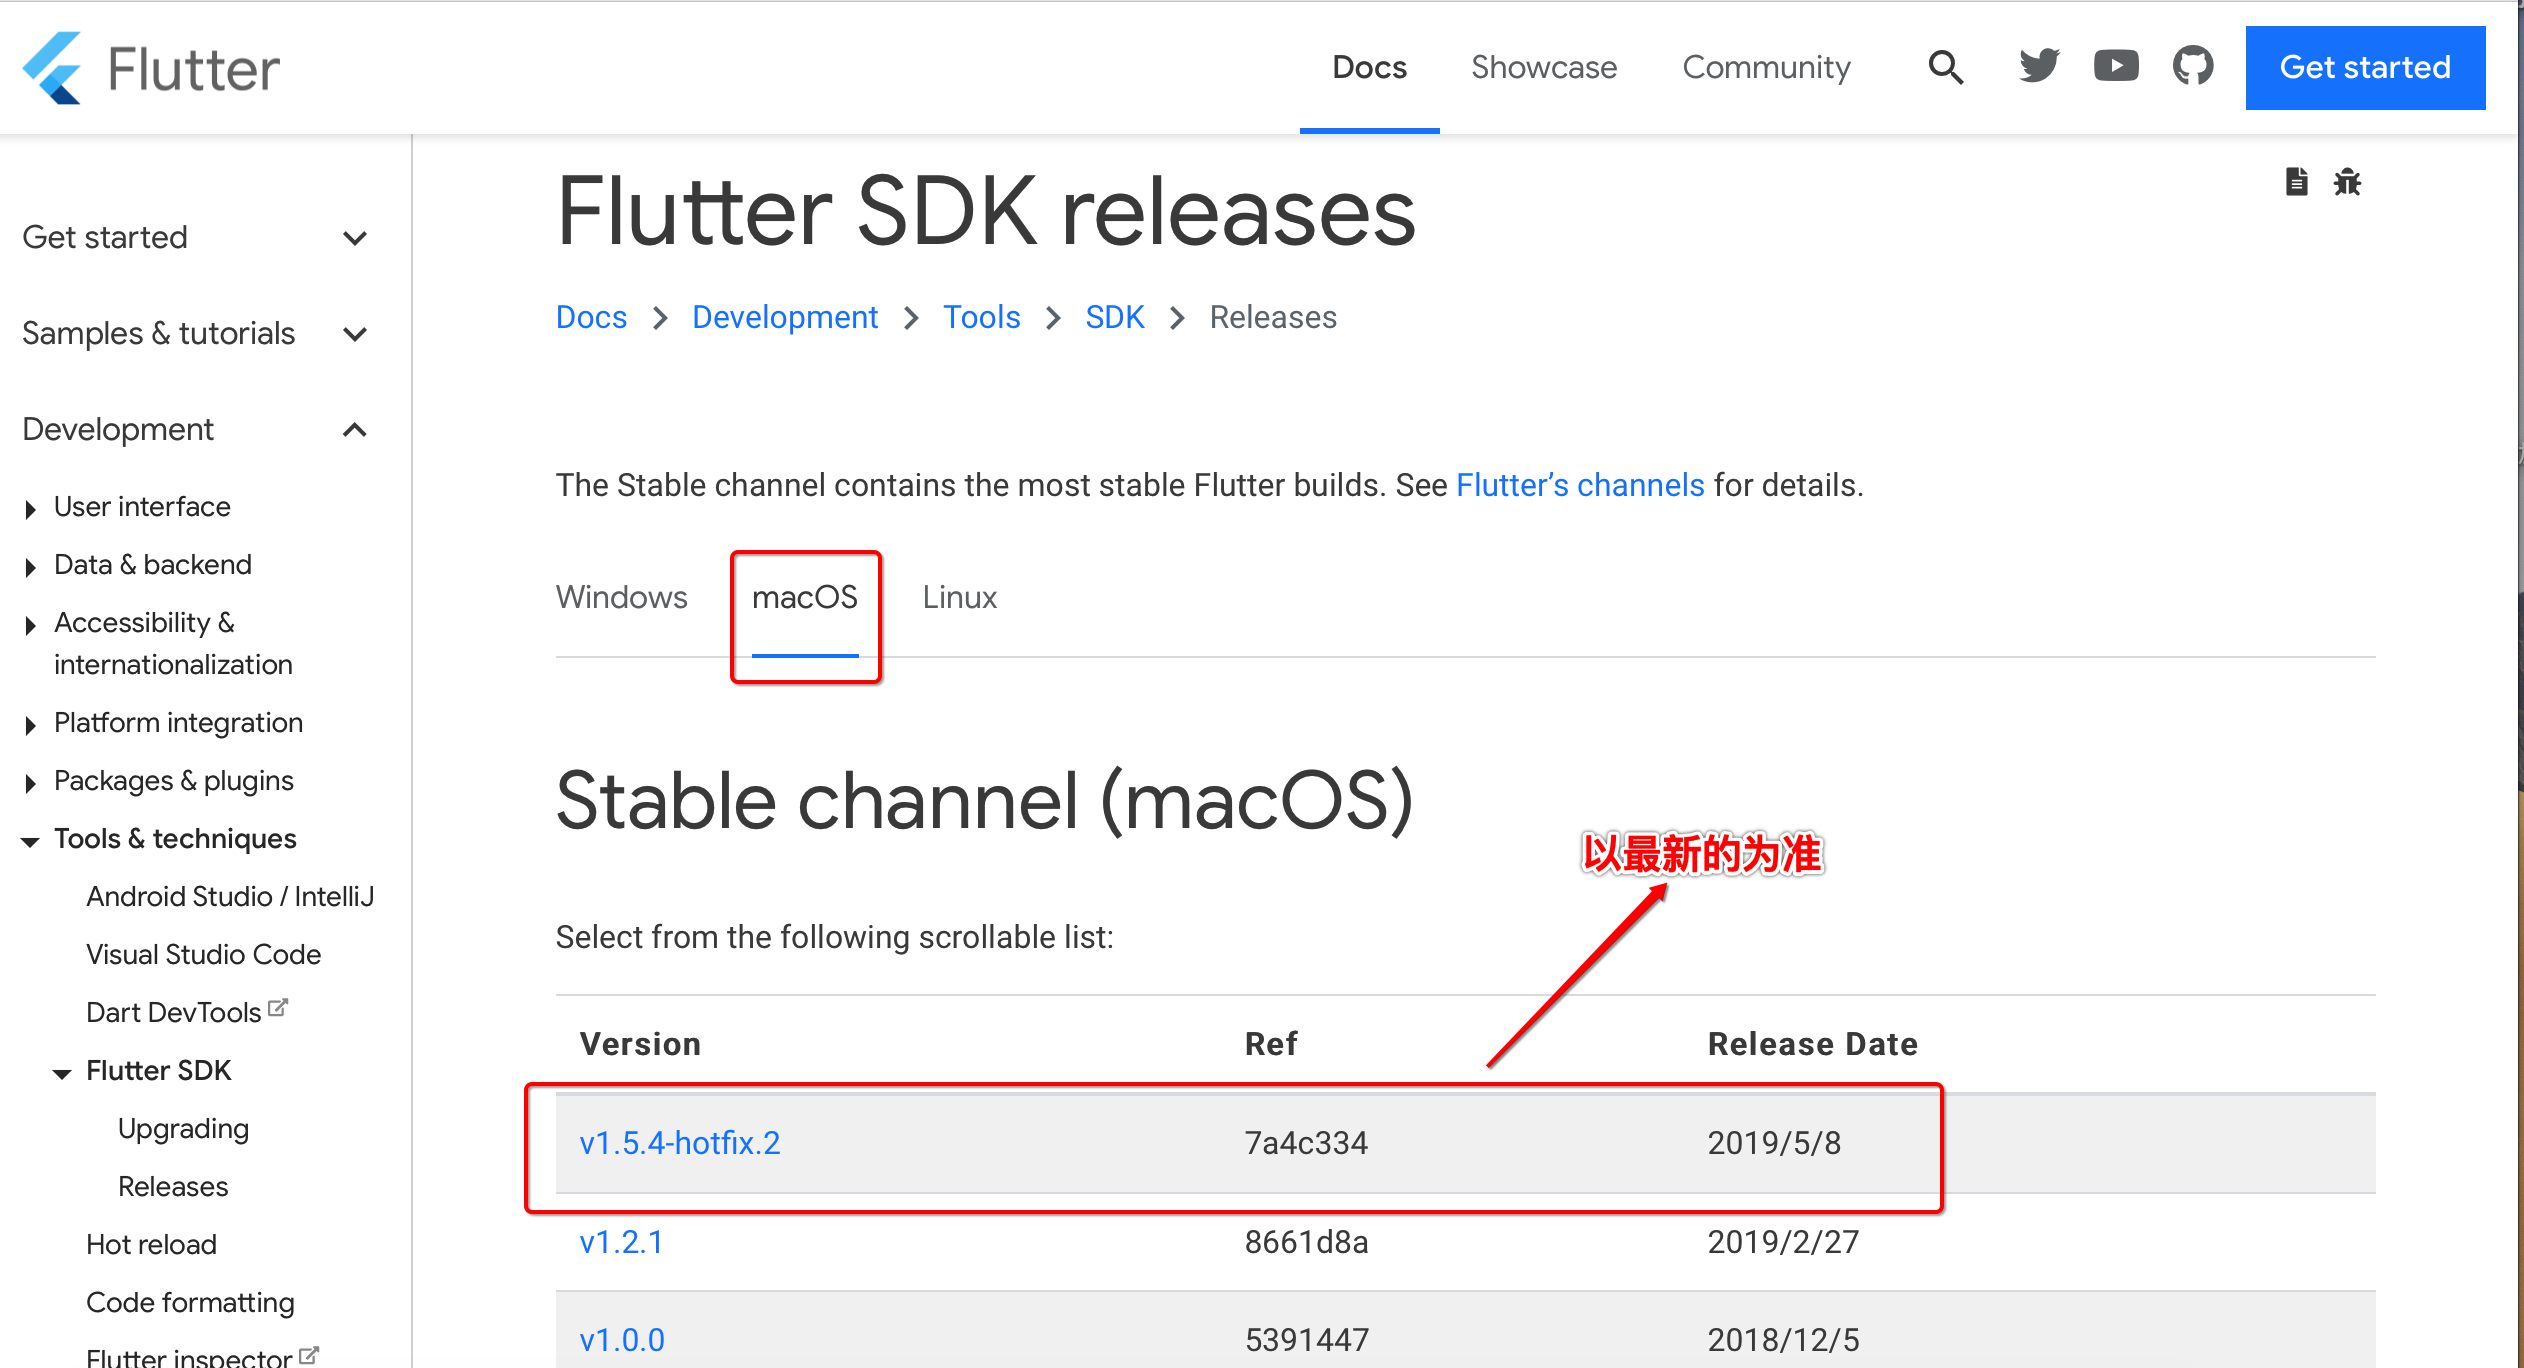 Flutter
Docs Showcase Community Get started
Get started
Samples & tutorials
Development
User interface
Data & backend
Accessibility &
internationalization
Platform integration
Packages & plugins
Tools & techniques
Android Studio / IntelliJ
Visual Studio Code
Dart DevTools
Flutter SDK
Upgrading
Releases
Hot reload
Code formatting
Flutter inspector
Flutter SDK releases
Docs > Development > Tools > SDK > Releases
The Stable channel contains the most stable Flutter builds. See Flutter’s channels for details.
Windows macOS Linux
Stable channel (macOS)
以最新的为准
Select from the following scrollable list:
Version Ref Release Date
v1.5.4-hotfix.2 7a4c334 2019/5/8
v1.2.1 8661d8a 2019/2/27
v1.0.0 5391447 2018/12/5